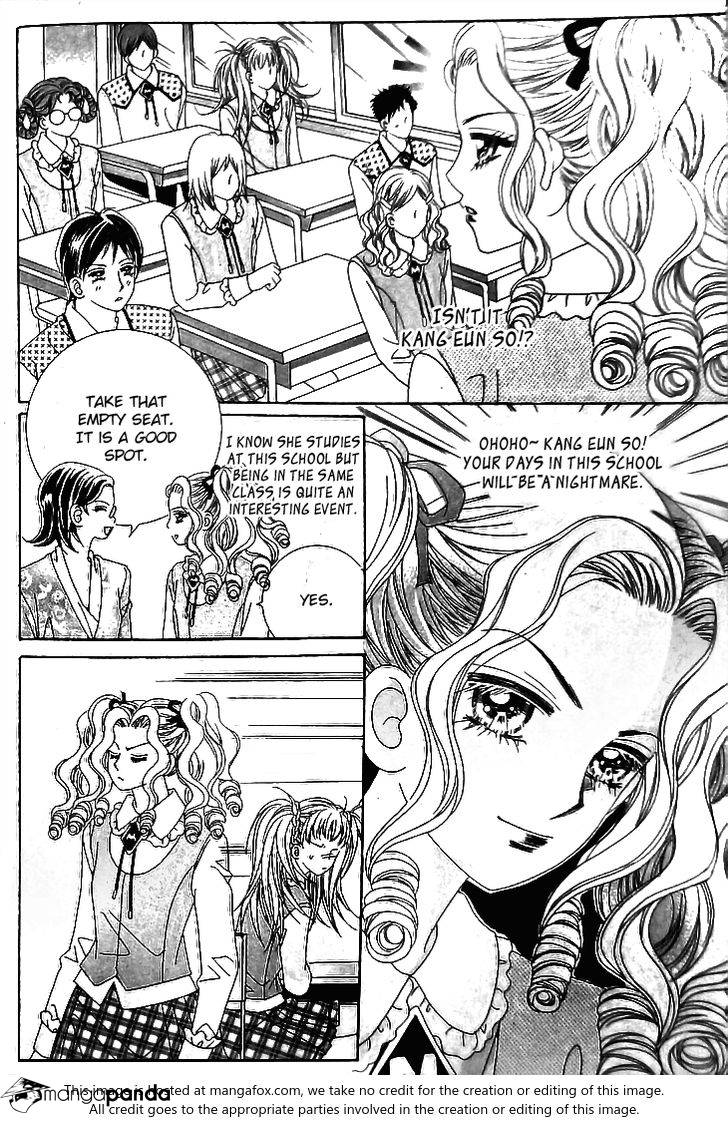 ISN'T IT
KANG EUN SO!?
TAKE THAT
EMPTY SEAT.
IT IS A GOOD
SPOT.
I KNOW SHE STUDIES
AT THIS SCHOOL BUT
BEING IN THE SAME
CLASS IS QUITE AN
INTERESTING EVENT.
YES.
OHOHO~ KANG EUN SO!
YOUR DAYS IN THIS SCHOOL
WILL BE A NIGHTMARE.
mangapanda
This image is hosted at mangafox.com, we take no credit for the creation or editing of this image.
All credit goes to the appropriate parties involved in the creation or editing of this image.